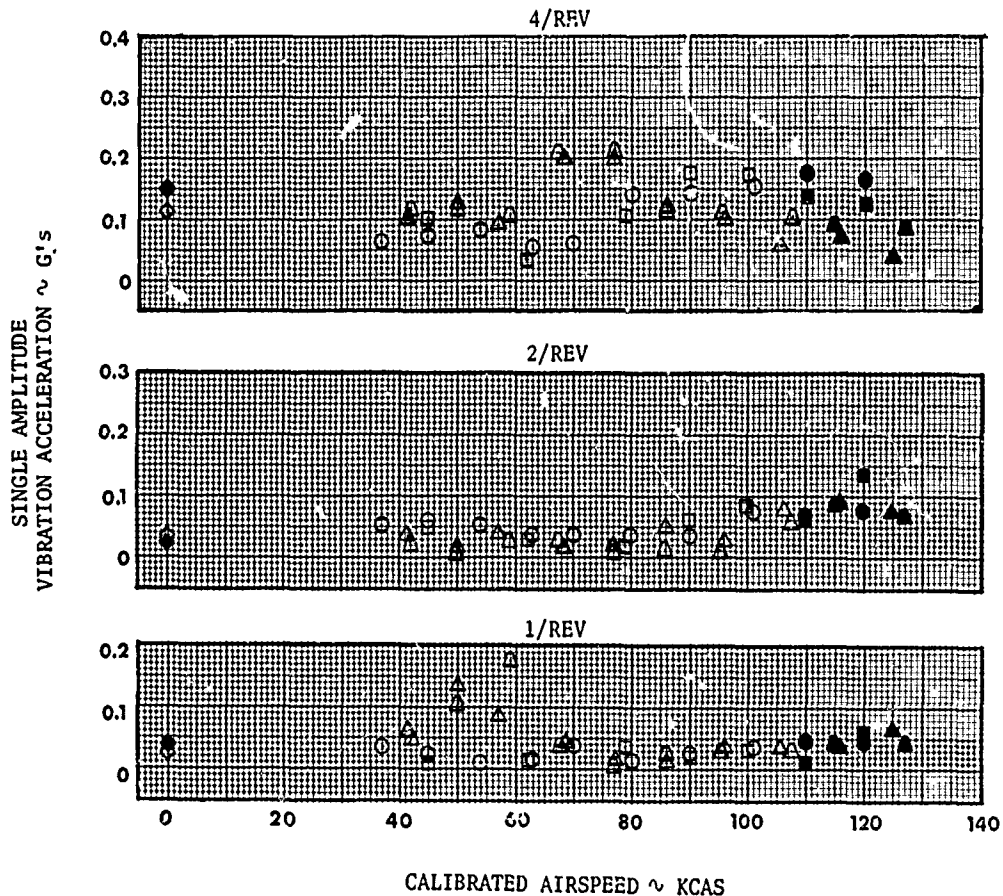 4/REV
0.4
0.3
0.2
0.1
0
2/REV
0.3
0.2
0.1
0
1/REV
0.2
0.1
0
0 20 40 60 80 100 120 140
SINGLE AMPLITUDE
VIBRATION ACCELERATION ~ G's
CALIBRATED AIRSPEED ~ KCAS